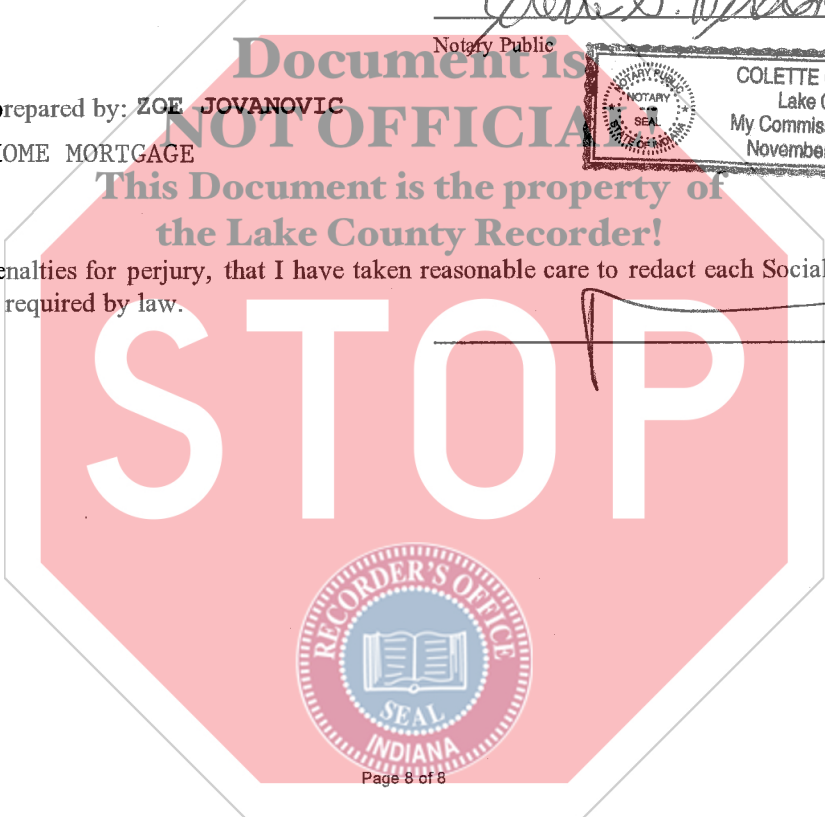 Notary Public
Document is
NOTARY PUBLIC
NOTARY
SEAL
STATE OF INDIANA
COLETTE
Lake
My Commis
November
prepared by: ZOE JOVANOVIC
NOT OFFICIAL!
OME MORTGAGE
This Document is the property of
the Lake County Recorder!
enalties for perjury, that I have taken reasonable care to redact each Social
required by law.
STOP
RECORDER'S OFFICE
SEAL
INDIANA
Page 8 of 8